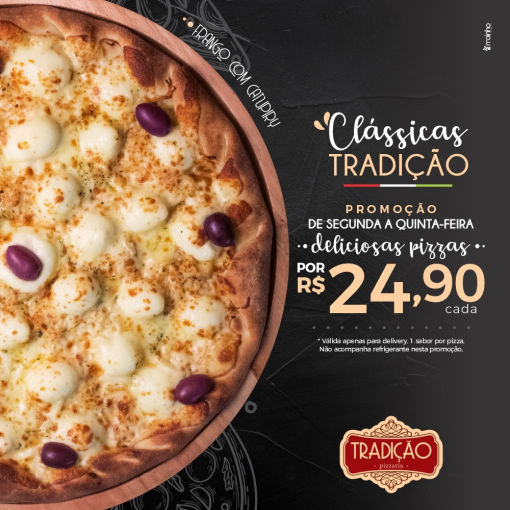 moinho
FRANGO COM CATUPIRY
Clássicas
TRADIÇÃO
PROMOÇÃO
DE SEGUNDA A QUINTA-FEIRA
deliciosas pizzas
POR
R$ 24,90
cada
* Válida apenas para delivery, 1 sabor por pizza.
Não acompanha refrigerante nesta promoção.
TRADIÇÃO
pizzaria